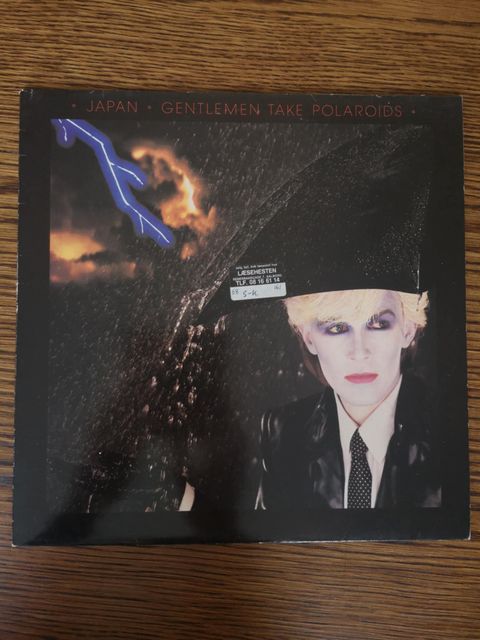 • JAPAN • GENTLEMEN TAKE POLAROIDS •
LÆSEHESTEN
TLF. 08 16 61 14
S-K